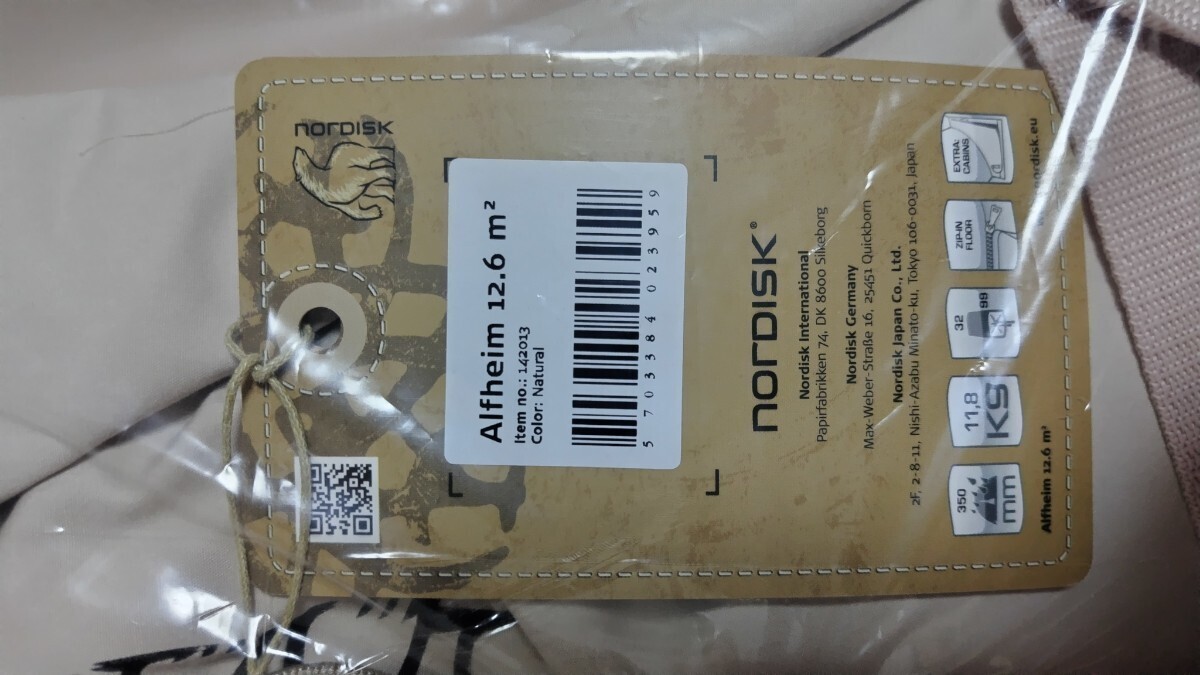 NORDISK
Alfheim 12.6 m²
Item no.: 142013
Color: Natural
5 703384 023959
NORDISK®
Nordisk International
Papirfabrikken 74, DK 8600 Silkeborg
Nordisk Germany
Max-Weber-Straße 16, 25451 Quickborn
Nordisk Japan Co., Ltd.
2F, 2-8-11, Nishi-Azabu Minato-ku, Tokyo 106-0031, Japan
350
mm
11,8
KG
32
99
ZIP-IN
FLOOR
EXTRA:
CABINS
Alfheim 12.6 m²
nordisk.eu